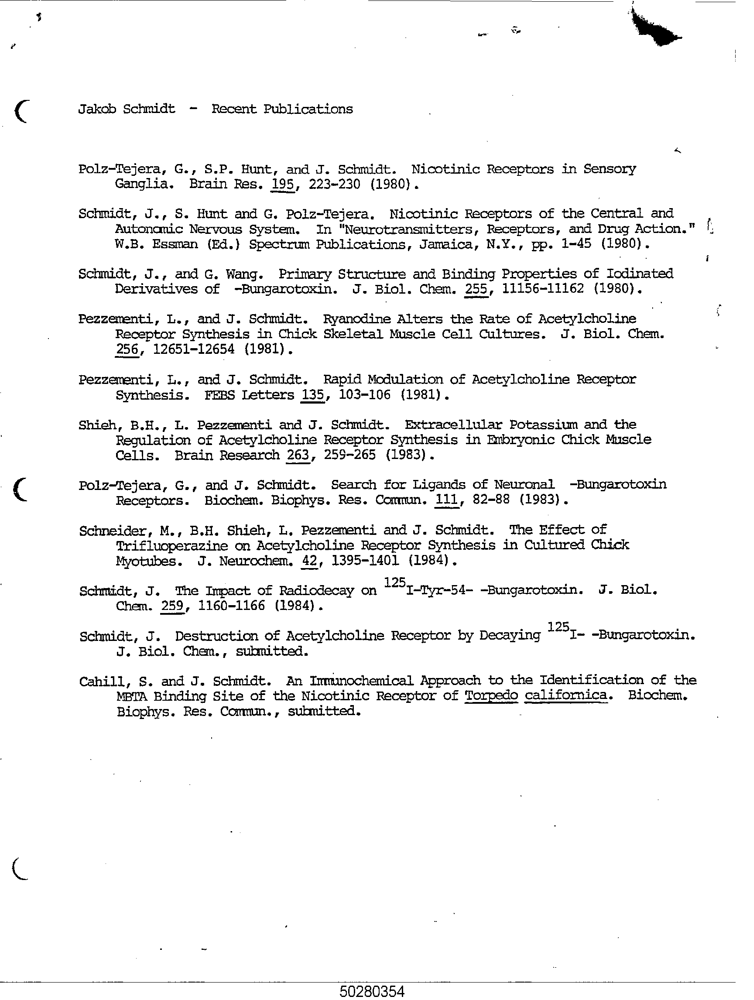 Jakob Schmidt - Recent Publications
Polz-Tejera, G., S.P. Hunt, and J. Schmidt. Nicotinic Receptors in Sensory
Ganglia. Brain Res. 195, 223-230 (1980).
Schmidt, J., S. Hunt and G. Polz-Tejera. Nicotinic Receptors of the Central and
Autonomic Nervous System. In "Neurotransmitters, Receptors, and Drug Action."
W.B. Essman (Ed.) Spectrum Publications, Jamaica, N.Y., pp. 1-45 (1980).
Schmidt, J., and G. Wang. Primary Structure and Binding Properties of Iodinated
Derivatives of -Bungarotoxin. J. Biol. Chem. 255, 11156-11162 (1980).
Pezzementi, L., and J. Schmidt. Ryanodine Alters the Rate of Acetylcholine
Receptor Synthesis in Chick Skeletal Muscle Cell Cultures. J. Biol. Chem.
256, 12651-12654 (1981).
Pezzementi, L., and J. Schmidt. Rapid Modulation of Acetylcholine Receptor
Synthesis. FEBS Letters 135, 103-106 (1981).
Shieh, B.H., L. Pezzementi and J. Schmidt. Extracellular Potassium and the
Regulation of Acetylcholine Receptor Synthesis in Embryonic Chick Muscle
Cells. Brain Research 263, 259-265 (1983).
Polz-Tejera, G., and J. Schmidt. Search for Ligands of Neuronal -Bungarotoxin
Receptors. Biochem. Biophys. Res. Commun. 111, 82-88 (1983).
Schneider, M., B.H. Shieh, L. Pezzementi and J. Schmidt. The Effect of
Trifluoperazine on Acetylcholine Receptor Synthesis in Cultured Chick
Myotubes. J. Neurochem. 42, 1395-1401 (1984).
Schmidt, J. The Impact of Radiodecay on 125I-Tyr-54- -Bungarotoxin. J. Biol.
Chem. 259, 1160-1166 (1984).
Schmidt, J. Destruction of Acetylcholine Receptor by Decaying 125I- -Bungarotoxin.
J. Biol. Chem., submitted.
Cahill, S. and J. Schmidt. An Immunochemical Approach to the Identification of the
MBTA Binding Site of the Nicotinic Receptor of Torpedo californica. Biochem.
Biophys. Res. Commun., submitted.
50280354